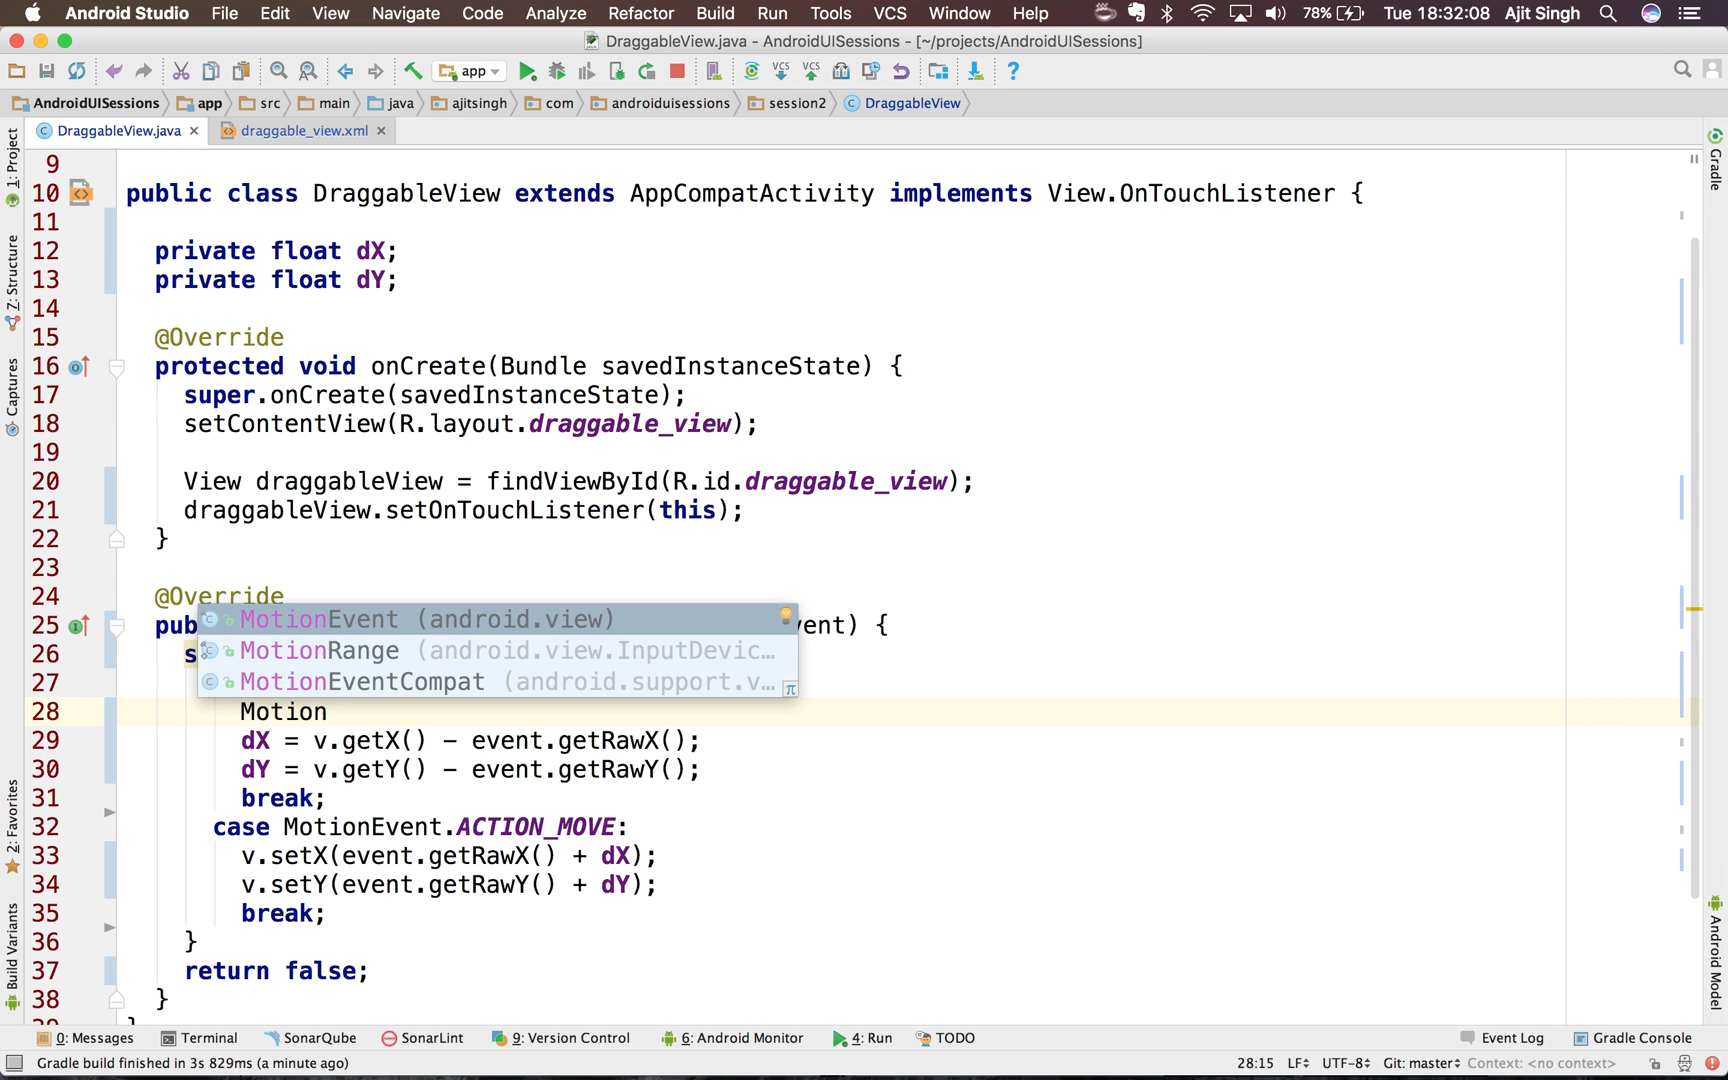 Android Studio File Edit View Navigate Code Analyze Refactor Build Run Tools VCS Window Help 78% Tue 18:32:08 Ajit Singh
DraggableView.java - AndroidUISessions - [~/projects/AndroidUISessions]
app VCS VCS ?
AndroidUISessions app src main java ajitsingh com androiduisessions session2 DraggableView
DraggableView.java draggable_view.xml
1: Project
Z: Structure
Captures
2: Favorites
Build Variants
9
10 public class DraggableView extends AppCompatActivity implements View.OnTouchListener {
11
12 private float dX;
13 private float dY;
14
15 @Override
16 protected void onCreate(Bundle savedInstanceState) {
17 super.onCreate(savedInstanceState);
18 setContentView(R.layout.draggable_view);
19
20 View draggableView = findViewById(R.id.draggable_view);
21 draggableView.setOnTouchListener(this);
22 }
23
24 @Override
MotionEvent (android.view)
25 pub vent) {
MotionRange (android.view.InputDevic…
26 s
MotionEventCompat (android.support.v…
27
28 Motion
29 dX = v.getX() - event.getRawX();
30 dY = v.getY() - event.getRawY();
31 break;
32 case MotionEvent.ACTION_MOVE:
33 v.setX(event.getRawX() + dX);
34 v.setY(event.getRawY() + dY);
35 break;
36 }
37 return false;
38 }
Gradle
Android Model
0: Messages Terminal SonarQube SonarLint 9: Version Control 6: Android Monitor 4: Run TODO Event Log Gradle Console
Gradle build finished in 3s 829ms (a minute ago) 28:15 LF UTF-8 Git: master Context: <no context>